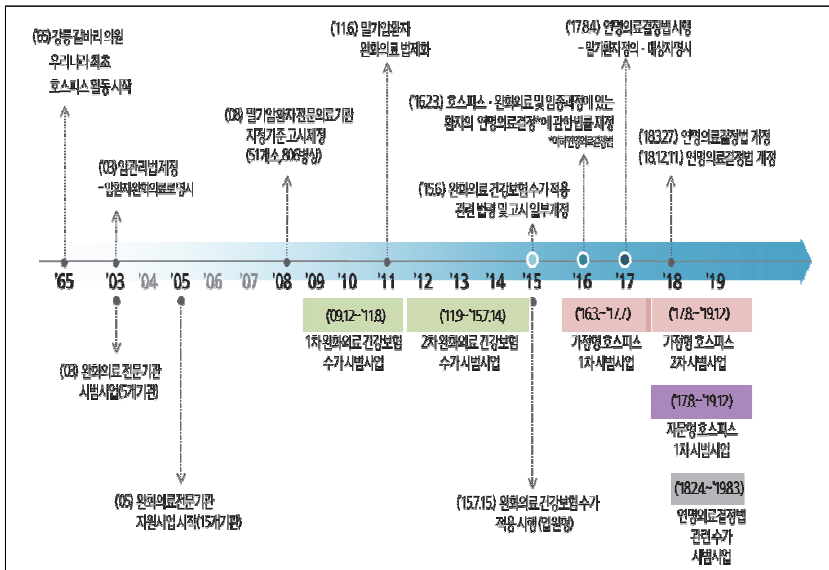 ('65)강릉갈바리 의원
우리나라 최초
호스피스 활동 시작
('03) 암관리법 제정
- 암환자 완화의료로 명시
('08) 말기암환자 전문의료기관
지정기준 고시 제정
(51개소, 806병상)
('11.6) 말기암환자
완화의료 법제화
('16.2.3) 호스피스·완화의료 및 임종과정에 있는
환자의 연명의료결정*에 관한 법률 제정
*이하 연명의료결정법
('15.6) 완화의료 건강보험 수가 적용
관련 법령 및 고시 일부개정
('17.8.4) 연명의료결정법 시행
- 말기환자 정의·대상자 명시
('18.3.27.) 연명의료결정법 개정
('18.12.11.) 연명의료결정법 개정
'65 '03 '04 '05 '06 '07 '08 '09 '10 '11 '12 '13 '14 '15 '16 '17 '18 '19
('09.12~'11.8)
1차 완화의료 건강보험
수가 시범사업
('11.9~'15.7.14)
2차 완화의료 건강보험
수가 시범사업
('16.3.~'17.7.)
가정형 호스피스
1차 시범사업
('17.8.~'19.12.)
가정형 호스피스
2차 시범사업
('17.8.~'19.12.)
자문형 호스피스
1차 시범사업
('18.2.4.~'19.8.3.)
연명의료결정법
관련 수가
시범사업
('03) 완화의료 전문기관
시범사업(5개 기관)
('05) 완화의료전문기관
지원사업 시작(15개 기관)
('15.7.15.) 완화의료 건강보험 수가
적용 시행 (입원형)